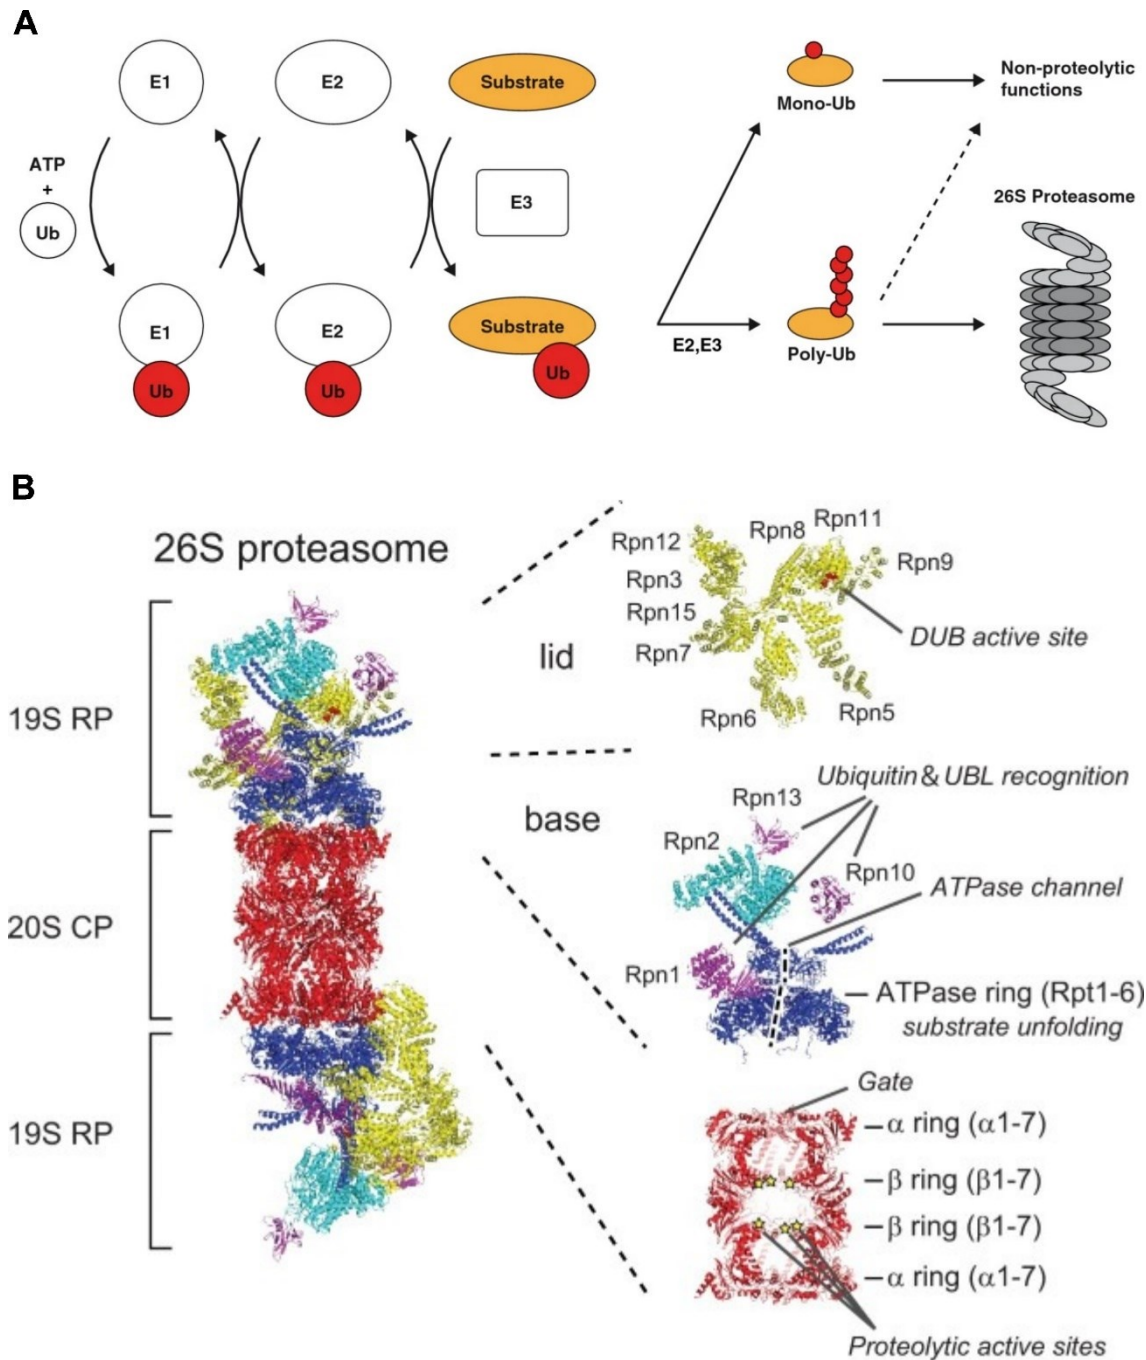 A
E1
E2
Substrate
ATP
+
Ub
E3
E1
E2
Substrate
Ub
Ub
Ub
Mono-Ub
Non-proteolytic
functions
26S Proteasome
E2,E3
Poly-Ub
B
26S proteasome
19S RP
20S CP
19S RP
lid
Rpn12
Rpn8
Rpn11
Rpn9
Rpn3
Rpn15
Rpn7
DUB active site
Rpn6
Rpn5
base
Ubiquitin & UBL recognition
Rpn13
Rpn2
Rpn10
ATPase channel
Rpn1
ATPase ring (Rpt1-6)
substrate unfolding
Gate
α ring (α1-7)
β ring (β1-7)
β ring (β1-7)
α ring (α1-7)
Proteolytic active sites